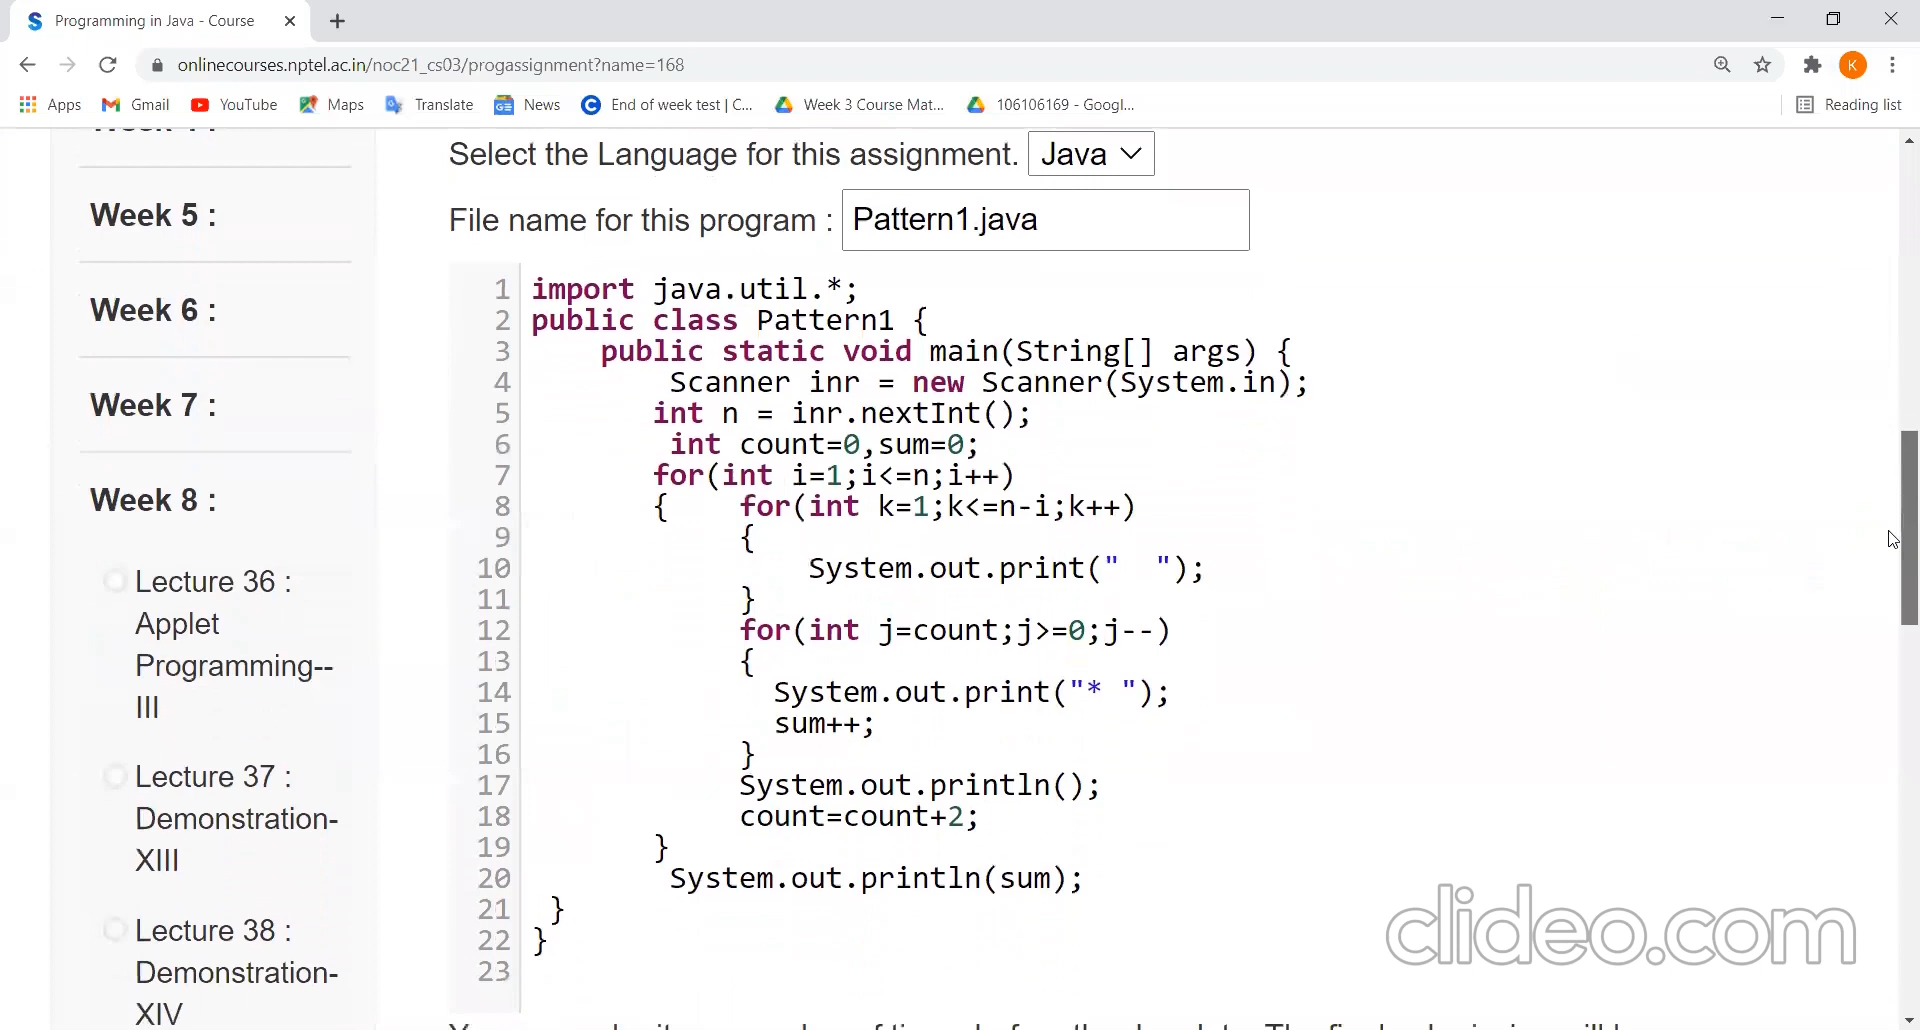 Programming in Java - Course
onlinecourses.nptel.ac.in/noc21_cs03/progassignment?name=168
K
Apps Gmail YouTube Maps Translate News End of week test | C... Week 3 Course Mat... 106106169 - Googl... Reading list
Select the Language for this assignment. Java
File name for this program : Pattern1.java
Week 5 :
Week 6 :
Week 7 :
Week 8 :
Lecture 36 :
Applet
Programming--
III
Lecture 37 :
Demonstration-
XIII
Lecture 38 :
Demonstration-
XIV
1 import java.util.*;
2 public class Pattern1 {
3 public static void main(String[] args) {
4 Scanner inr = new Scanner(System.in);
5 int n = inr.nextInt();
6 int count=0,sum=0;
7 for(int i=1;i<=n;i++)
8 { for(int k=1;k<=n-i;k++)
9 {
10 System.out.print("  ");
11 }
12 for(int j=count;j>=0;j--)
13 {
14 System.out.print("* ");
15 sum++;
16 }
17 System.out.println();
18 count=count+2;
19 }
20 System.out.println(sum);
21 }
22 }
23
clideo.com